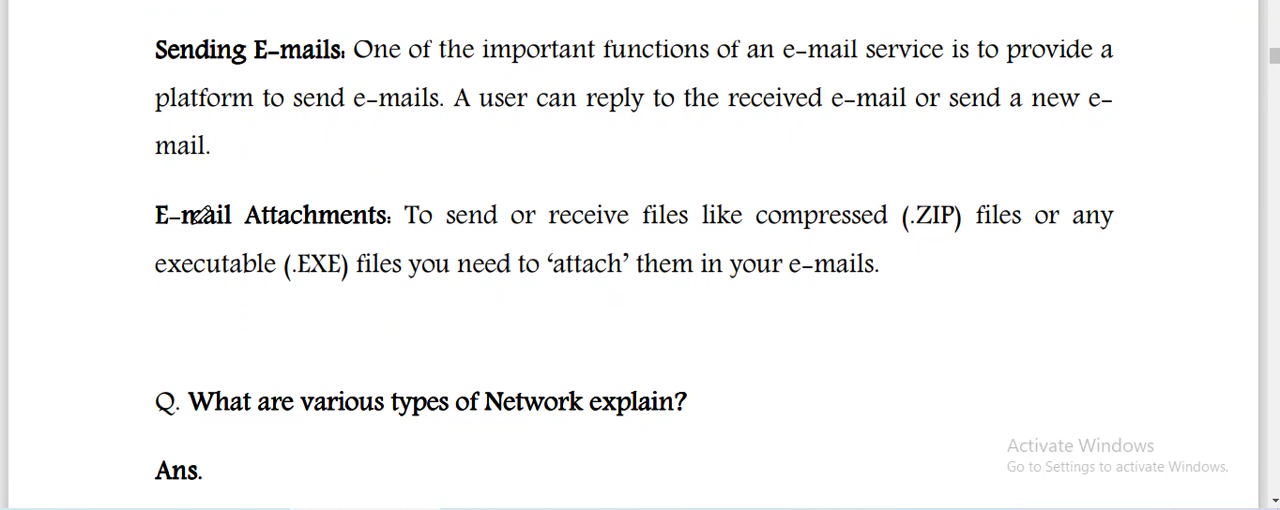 Sending E-mails: One of the important functions of an e-mail service is to provide a
platform to send e-mails. A user can reply to the received e-mail or send a new e-
mail.
E-mail Attachments: To send or receive files like compressed (.ZIP) files or any
executable (.EXE) files you need to ‘attach’ them in your e-mails.
Q. What are various types of Network explain?
Activate Windows
Go to Settings to activate Windows.
Ans.